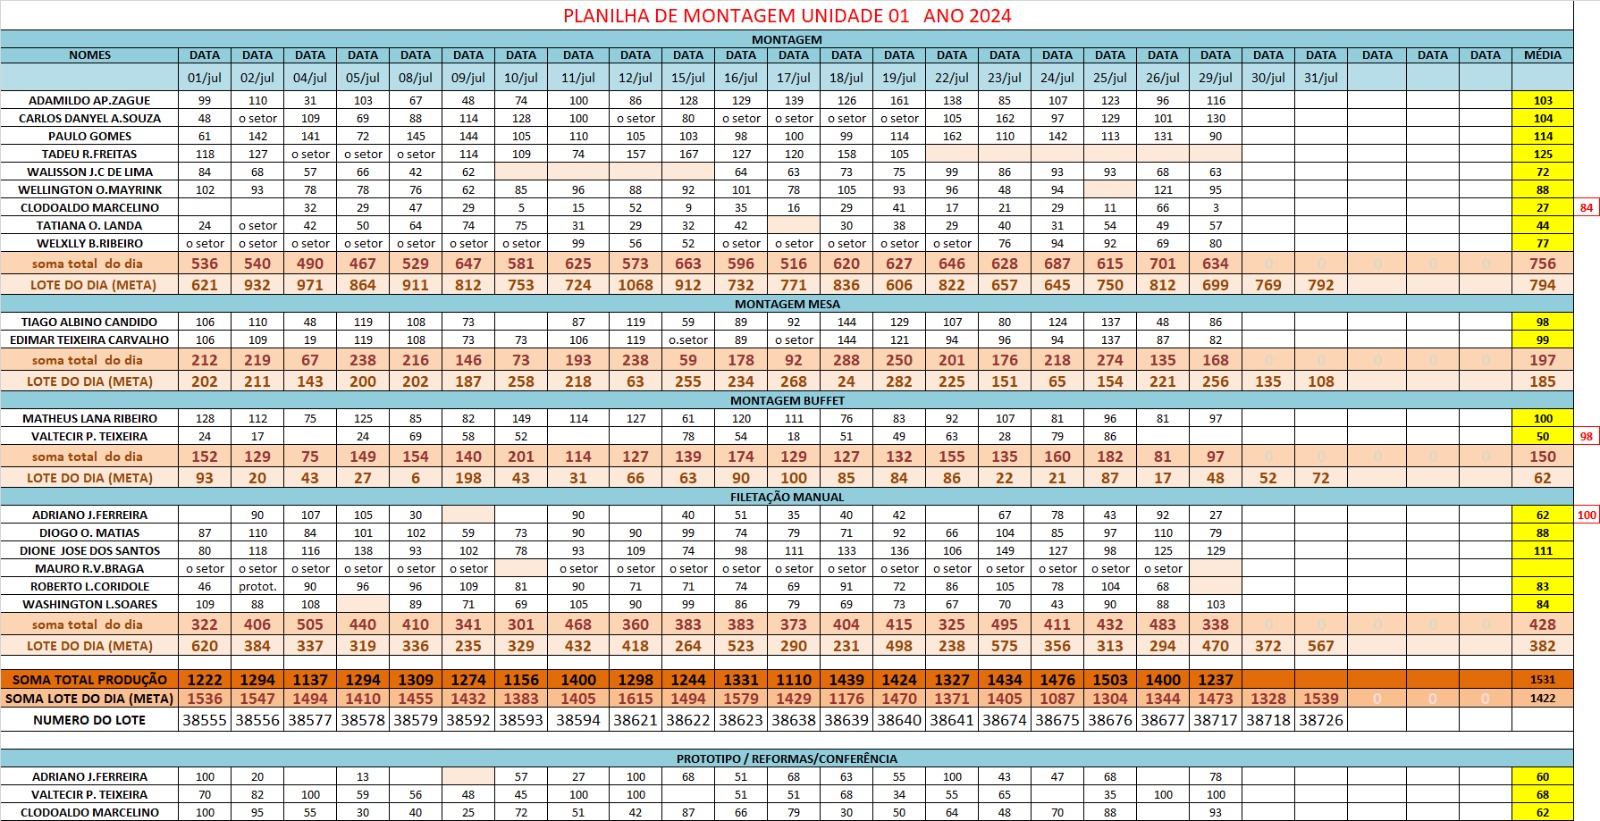 PLANILHA DE MONTAGEM UNIDADE 01 ANO 2024
MONTAGEM
NOMES DATA DATA DATA DATA DATA DATA DATA DATA DATA DATA DATA DATA DATA DATA DATA DATA DATA DATA DATA DATA DATA DATA DATA DATA DATA MÉDIA
01/jul 02/jul 04/jul 05/jul 08/jul 09/jul 10/jul 11/jul 12/jul 15/jul 16/jul 17/jul 18/jul 19/jul 22/jul 23/jul 24/jul 25/jul 26/jul 29/jul 30/jul 31/jul
ADAMILDO AP.ZAGUE 99 110 31 103 67 48 74 100 86 128 129 139 126 161 138 85 107 123 96 116 103
CARLOS DANYEL A.SOUZA 48 o setor 109 69 88 114 128 100 o setor 80 o setor o setor o setor o setor 105 162 97 129 101 130 104
PAULO GOMES 61 142 141 72 145 144 105 110 105 103 98 100 99 114 162 110 142 113 131 90 114
TADEU R.FREITAS 118 127 o setor o setor o setor 114 109 74 157 167 127 120 158 105 125
WALISSON J.C DE LIMA 84 68 57 66 42 62 64 63 73 75 99 86 93 93 68 63 72
WELLINGTON O.MAYRINK 102 93 78 78 76 62 85 96 88 92 101 78 105 93 96 48 94 121 95 88
CLODOALDO MARCELINO 32 29 47 29 5 15 52 9 35 16 29 41 17 21 29 11 66 3 27 84
TATIANA O. LANDA 24 o setor 42 50 64 74 75 31 29 32 42 30 38 29 40 31 54 49 57 44
WELXLLY B.RIBEIRO o setor o setor o setor o setor o setor o setor o setor 99 56 52 o setor o setor o setor o setor o setor 76 94 92 69 80 77
soma total do dia 536 540 490 467 529 647 581 625 573 663 596 516 620 627 646 628 687 615 701 634 0 0 0 0 0 756
LOTE DO DIA (META) 621 932 971 864 911 812 753 724 1068 912 732 771 836 606 822 657 645 750 812 699 769 792 794
MONTAGEM MESA
TIAGO ALBINO CANDIDO 106 110 48 119 108 73 87 119 59 89 92 144 129 107 80 124 137 48 86 98
EDIMAR TEIXEIRA CARVALHO 106 109 19 119 108 73 73 106 119 o.setor 89 o setor 144 121 94 96 94 137 87 82 99
soma total do dia 212 219 67 238 216 146 73 193 238 59 178 92 288 250 201 176 218 274 135 168 0 0 0 0 0 197
LOTE DO DIA (META) 202 211 143 200 202 187 258 218 63 255 234 268 24 282 225 151 65 154 221 256 135 108 185
MONTAGEM BUFFET
MATHEUS LANA RIBEIRO 128 112 75 125 85 82 149 114 127 61 120 111 76 83 92 107 81 96 81 97 100
VALTECIR P. TEIXEIRA 24 17 24 69 58 52 78 54 18 51 49 63 28 79 86 50 98
soma total do dia 152 129 75 149 154 140 201 114 127 139 174 129 127 132 155 135 160 182 81 97 0 0 0 0 0 150
LOTE DO DIA (META) 93 20 43 27 6 198 43 31 66 63 90 100 85 84 86 22 21 87 17 48 52 72 62
FILETAÇÃO MANUAL
ADRIANO J.FERREIRA 90 107 105 30 90 40 51 35 40 42 67 78 43 92 27 62 100
DIOGO O. MATIAS 87 110 84 101 102 59 73 90 90 99 74 79 71 92 66 104 85 97 110 79 88
DIONE JOSE DOS SANTOS 80 118 116 138 93 102 78 93 109 74 98 111 133 136 106 149 127 98 125 129 111
MAURO R.V.BRAGA o setor o setor o setor o setor o setor o setor o setor o setor o setor o setor o setor o setor o setor o setor o setor o setor o setor o setor
ROBERTO L.CORIDOLE 46 protot. 90 96 96 109 81 90 71 71 74 69 91 72 86 105 78 104 68 83
WASHINGTON L.SOARES 109 88 108 89 71 69 105 90 99 86 79 69 73 67 70 43 90 88 103 84
soma total do dia 322 406 505 440 410 341 301 468 360 383 383 373 404 415 325 495 411 432 483 338 0 0 0 0 0 428
LOTE DO DIA (META) 620 384 337 319 336 235 329 432 418 264 523 290 231 498 238 575 356 313 294 470 372 567 382
SOMA TOTAL PRODUÇÃO 1222 1294 1137 1294 1309 1274 1156 1400 1298 1244 1331 1110 1439 1424 1327 1434 1476 1503 1400 1237 1531
SOMA LOTE DO DIA (META) 1536 1547 1494 1410 1455 1432 1383 1405 1615 1494 1579 1429 1176 1470 1371 1405 1087 1304 1344 1473 1328 1539 0 0 0 1422
NUMERO DO LOTE 38555 38556 38577 38578 38579 38592 38593 38594 38621 38622 38623 38638 38639 38640 38641 38674 38675 38676 38677 38717 38718 38726
PROTOTIPO / REFORMAS/CONFERÊNCIA
ADRIANO J.FERREIRA 100 20 13 57 27 100 68 51 68 63 55 100 43 47 68 78 60
VALTECIR P. TEIXEIRA 70 82 100 59 56 48 45 100 100 51 51 68 34 55 65 35 100 100 68
CLODOALDO MARCELINO 100 95 55 30 40 25 72 51 42 87 66 79 30 20 64 48 70 88 93 62